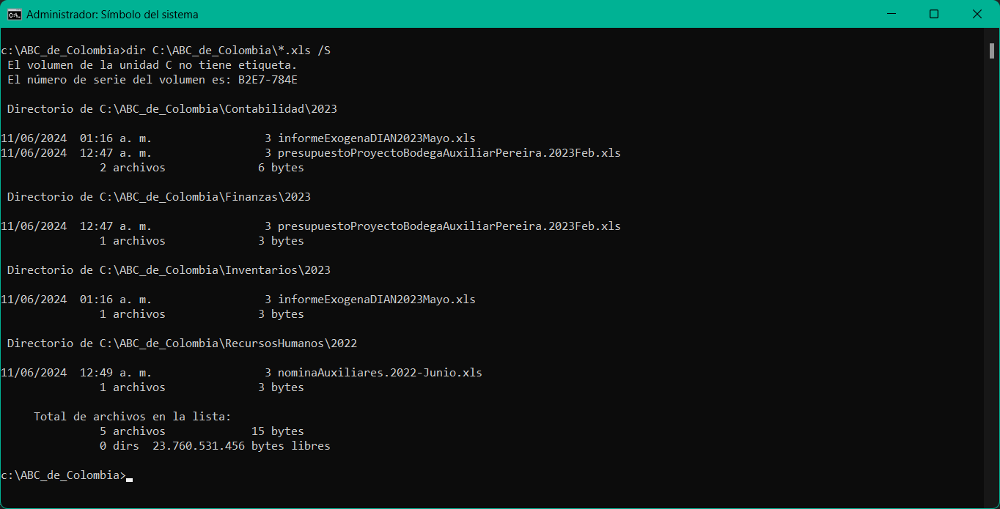 Administrador: Símbolo del sistema
c:\ABC_de_Colombia>dir C:\ABC_de_Colombia\*.xls /S
El volumen de la unidad C no tiene etiqueta.
El número de serie del volumen es: B2E7-784E
Directorio de C:\ABC_de_Colombia\Contabilidad\2023
11/06/2024  01:16 a. m.                 3 informeExogenaDIAN2023Mayo.xls
11/06/2024  12:47 a. m.                 3 presupuestoProyectoBodegaAuxiliarPereira.2023Feb.xls
               2 archivos              6 bytes
Directorio de C:\ABC_de_Colombia\Finanzas\2023
11/06/2024  12:47 a. m.                 3 presupuestoProyectoBodegaAuxiliarPereira.2023Feb.xls
               1 archivos              3 bytes
Directorio de C:\ABC_de_Colombia\Inventarios\2023
11/06/2024  01:16 a. m.                 3 informeExogenaDIAN2023Mayo.xls
               1 archivos              3 bytes
Directorio de C:\ABC_de_Colombia\RecursosHumanos\2022
11/06/2024  12:49 a. m.                 3 nominaAuxiliares.2022-Junio.xls
               1 archivos              3 bytes
     Total de archivos en la lista:
               5 archivos             15 bytes
               0 dirs  23.760.531.456 bytes libres
c:\ABC_de_Colombia>